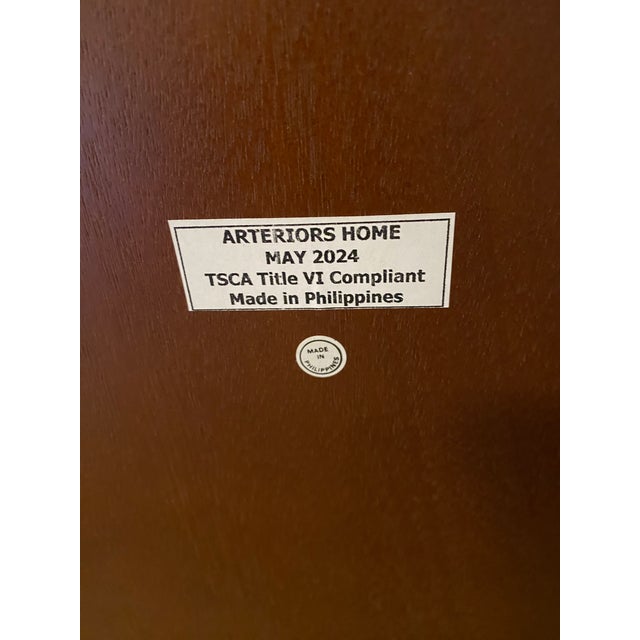 ARTERIORS HOME
MAY 2024
TSCA Title VI Compliant
Made in Philippines
MADE
IN
PHILIPPINES